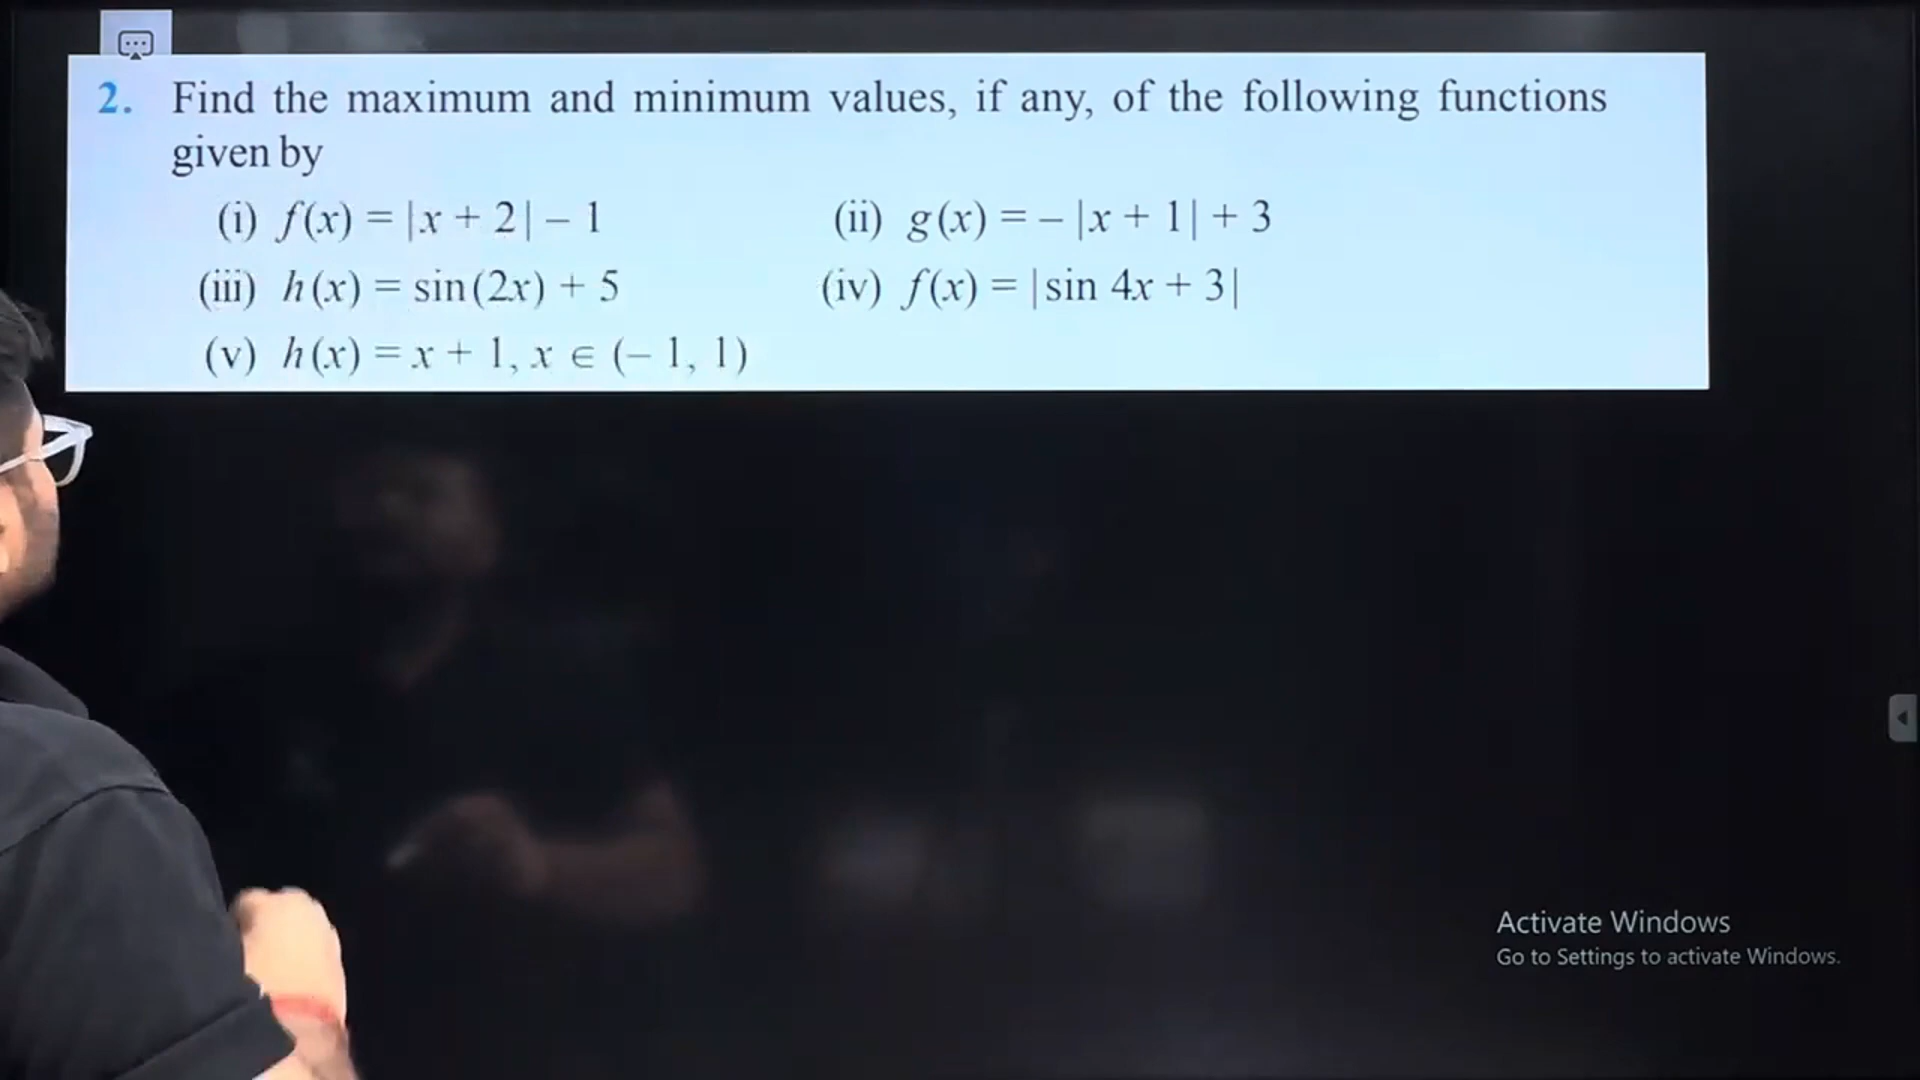 2. Find the maximum and minimum values, if any, of the following functions
given by
(i) f(x) = |x + 2| – 1 (ii) g(x) = – |x + 1| + 3
(iii) h(x) = sin(2x) + 5 (iv) f(x) = |sin 4x + 3|
(v) h(x) = x + 1, x ∈ (– 1, 1)
Activate Windows
Go to Settings to activate Windows.